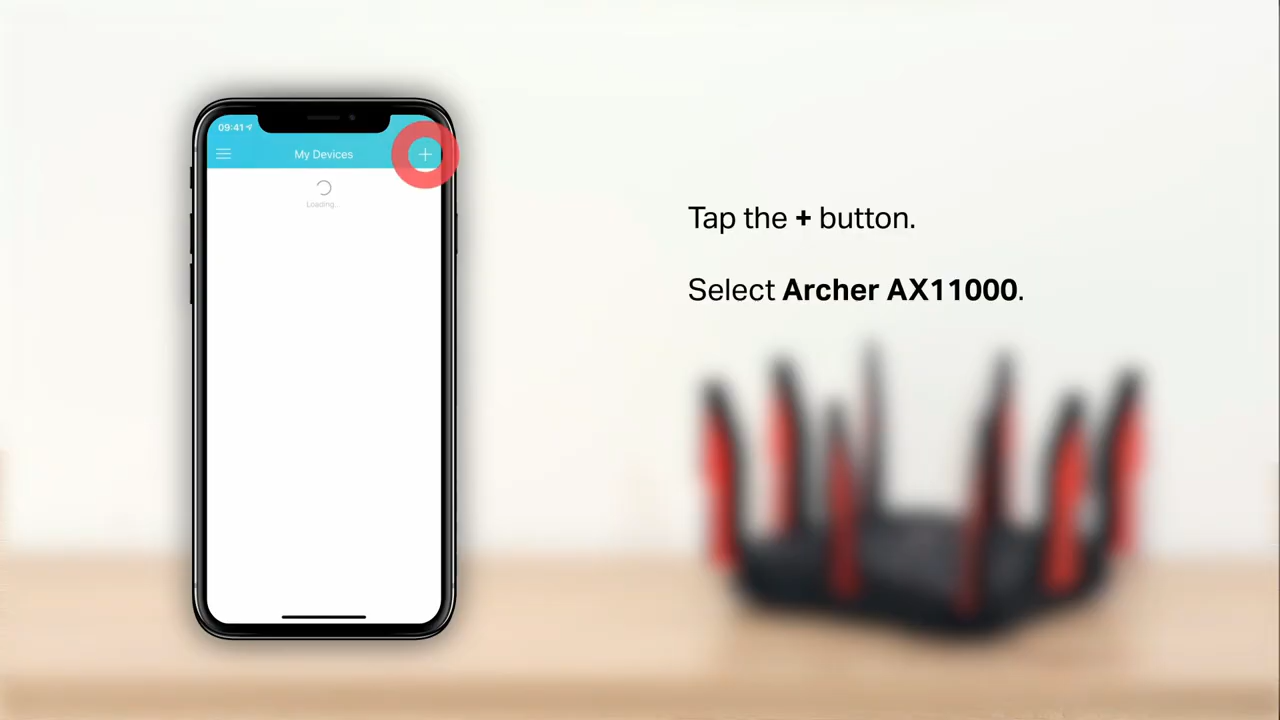 09:41
My Devices
+
Loading...
Tap the + button.
Select Archer AX11000.